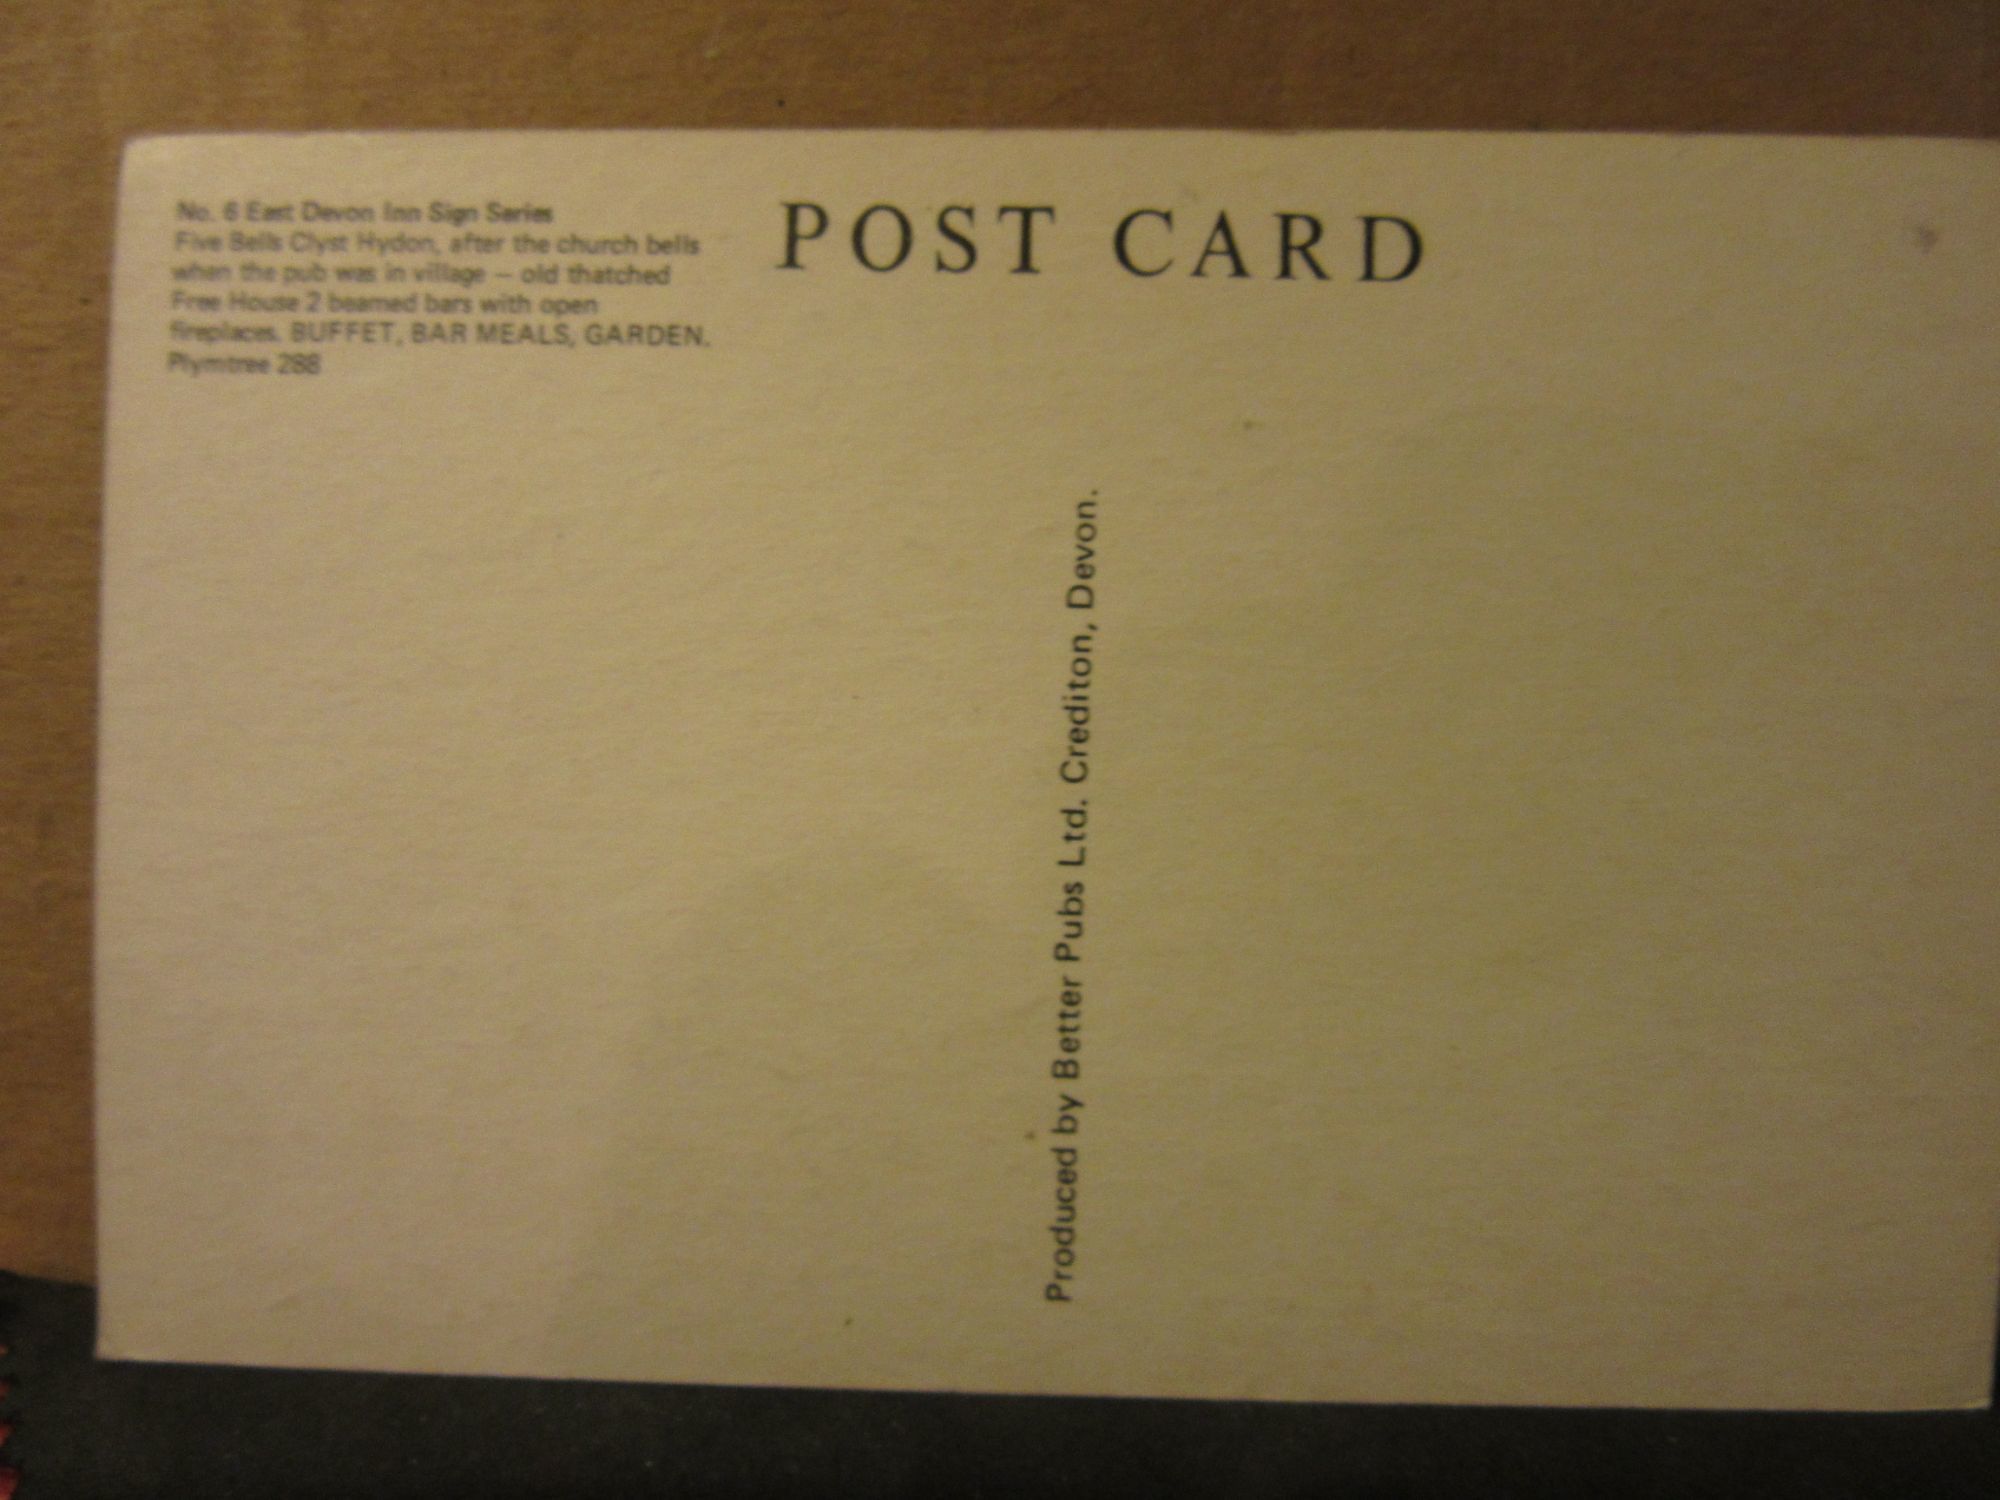 No. 6 East Devon Inn Sign Series
Five Bells Clyst Hydon, after the church bells
when the pub was in village – old thatched
Free House 2 beamed bars with open
fireplaces. BUFFET, BAR MEALS, GARDEN.
Plymtree 288
POST CARD
Produced by Better Pubs Ltd. Crediton, Devon.